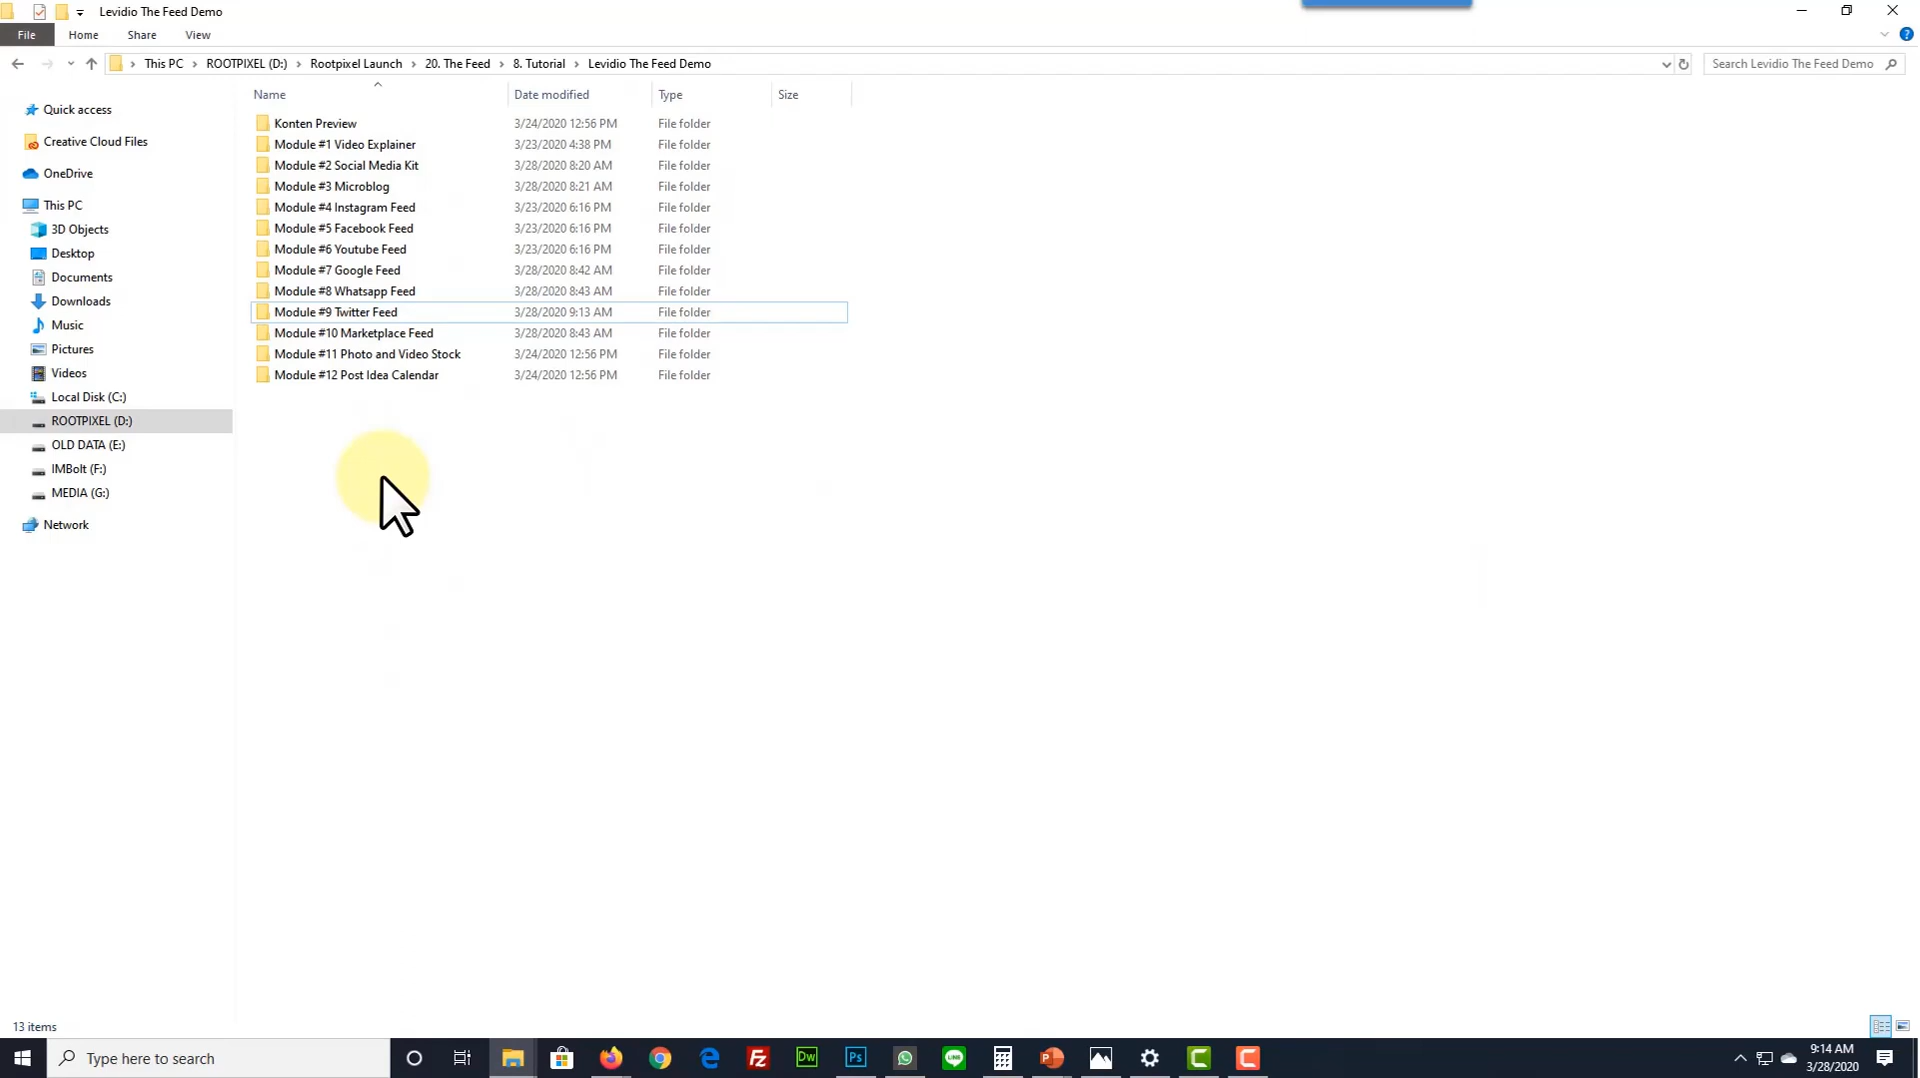 Levidio The Feed Demo
File Home Share View
This PC ROOTPIXEL (D:) Rootpixel Launch 20. The Feed 8. Tutorial Levidio The Feed Demo
Search Levidio The Feed Demo
Name Date modified Type Size
Quick access
Creative Cloud Files
OneDrive
This PC
3D Objects
Desktop
Documents
Downloads
Music
Pictures
Videos
Local Disk (C:)
ROOTPIXEL (D:)
OLD DATA (E:)
IMBolt (F:)
MEDIA (G:)
Network
Konten Preview 3/24/2020 12:56 PM File folder
Module #1 Video Explainer 3/23/2020 4:38 PM File folder
Module #2 Social Media Kit 3/28/2020 8:20 AM File folder
Module #3 Microblog 3/28/2020 8:21 AM File folder
Module #4 Instagram Feed 3/23/2020 6:16 PM File folder
Module #5 Facebook Feed 3/23/2020 6:16 PM File folder
Module #6 Youtube Feed 3/23/2020 6:16 PM File folder
Module #7 Google Feed 3/28/2020 8:42 AM File folder
Module #8 Whatsapp Feed 3/28/2020 8:43 AM File folder
Module #9 Twitter Feed 3/28/2020 9:13 AM File folder
Module #10 Marketplace Feed 3/28/2020 8:43 AM File folder
Module #11 Photo and Video Stock 3/24/2020 12:56 PM File folder
Module #12 Post Idea Calendar 3/24/2020 12:56 PM File folder
13 items
Type here to search
Fz
Dw
Ps
LINE
P
C
C
9:14 AM
3/28/2020